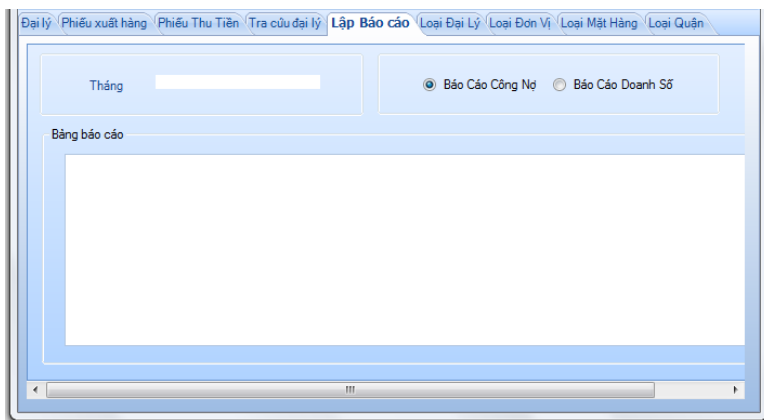 Đại lý Phiếu xuất hàng Phiếu Thu Tiền Tra cứu đại lý Lập Báo cáo Loại Đại Lý Loại Đơn Vị Loại Mặt Hàng Loại Quận
Tháng Báo Cáo Công Nợ Báo Cáo Doanh Số
Bảng báo cáo